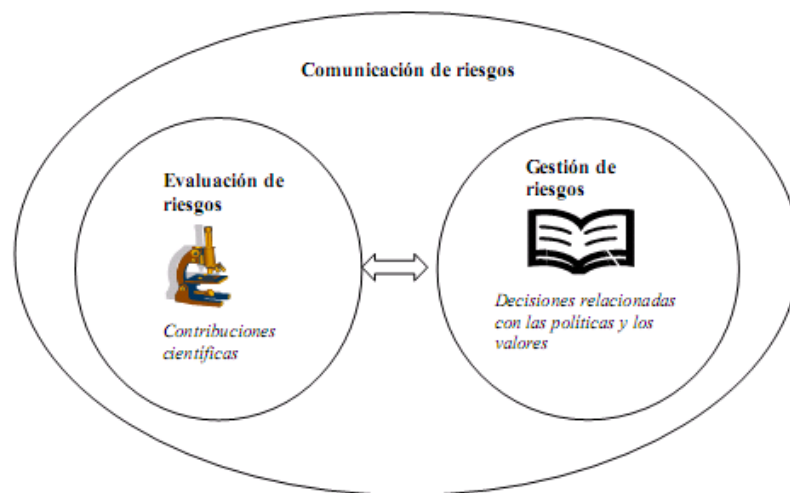 Comunicación de riesgos
Evaluación de
riesgos
Contribuciones
científicas
Gestión de
riesgos
Decisiones relacionadas
con las políticas y los
valores